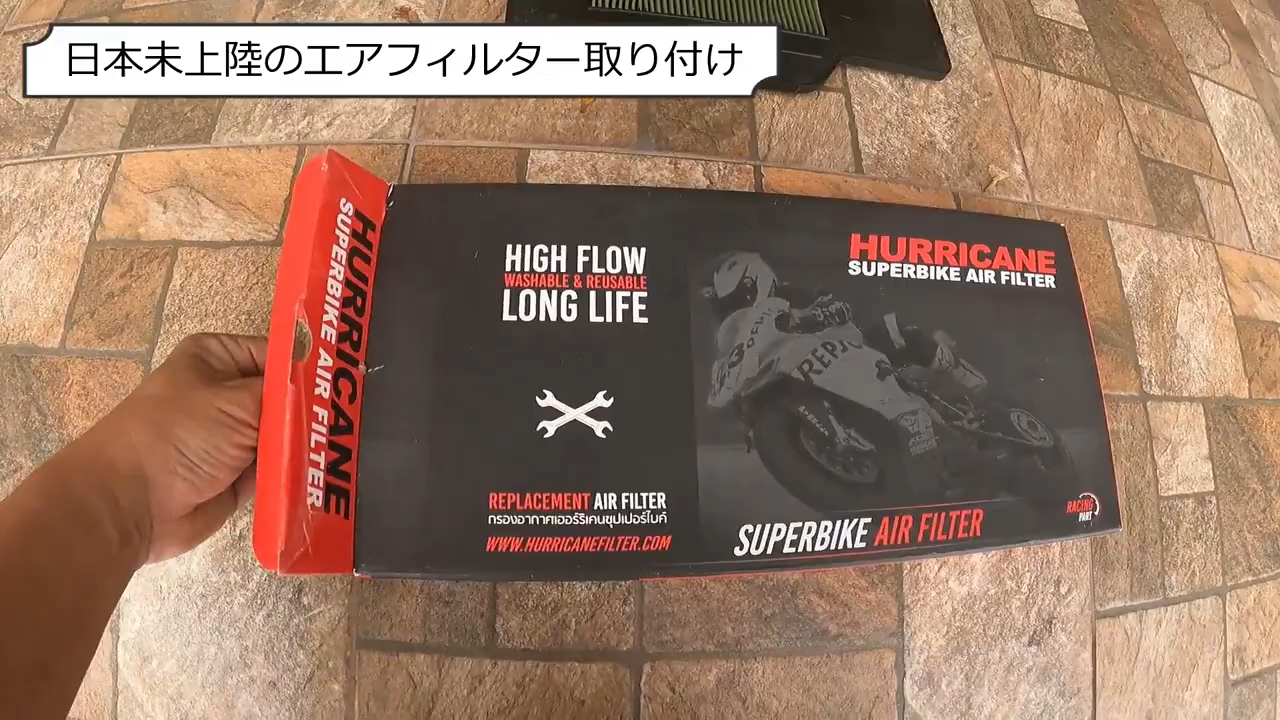 日本未上陸のエアフィルター取り付け
HURRICANE
SUPERBIKE AIR FILTER
HIGH FLOW
WASHABLE & REUSABLE
LONG LIFE
REPLACEMENT AIR FILTER
กรองอากาศเฮอร์ริเคนซุปเปอร์ไบค์
WWW.HURRICANEFILTER.COM
HURRICANE
SUPERBIKE AIR FILTER
SUPERBIKE AIR FILTER
RACING
PART